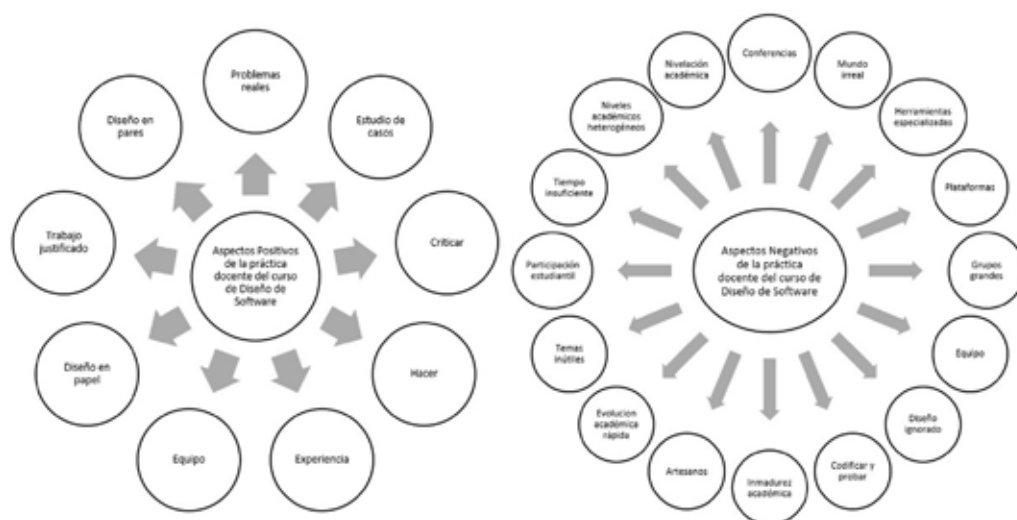 Problemas
reales
Estudio de
casos
Criticar
Hacer
Experiencia
Equipo
Diseño en
papel
Trabajo
justificado
Diseño en
pares
Aspectos Positivos
de la práctica
docente del curso
de Diseño de
Software
Conferencias
Mundo
irreal
Herramientas
especializadas
Plataformas
Grupos
grandes
Equipo
Diseño
ignorado
Codificar y
probar
Inmadurez
académica
Artesanos
Evolucion
académica
rápida
Temas
inútiles
Participación
estudiantil
Tiempo
insuficiente
Niveles
académicos
heterogéneos
Nivelación
académica
Aspectos Negativos
de la práctica
docente del curso de
Diseño de Software